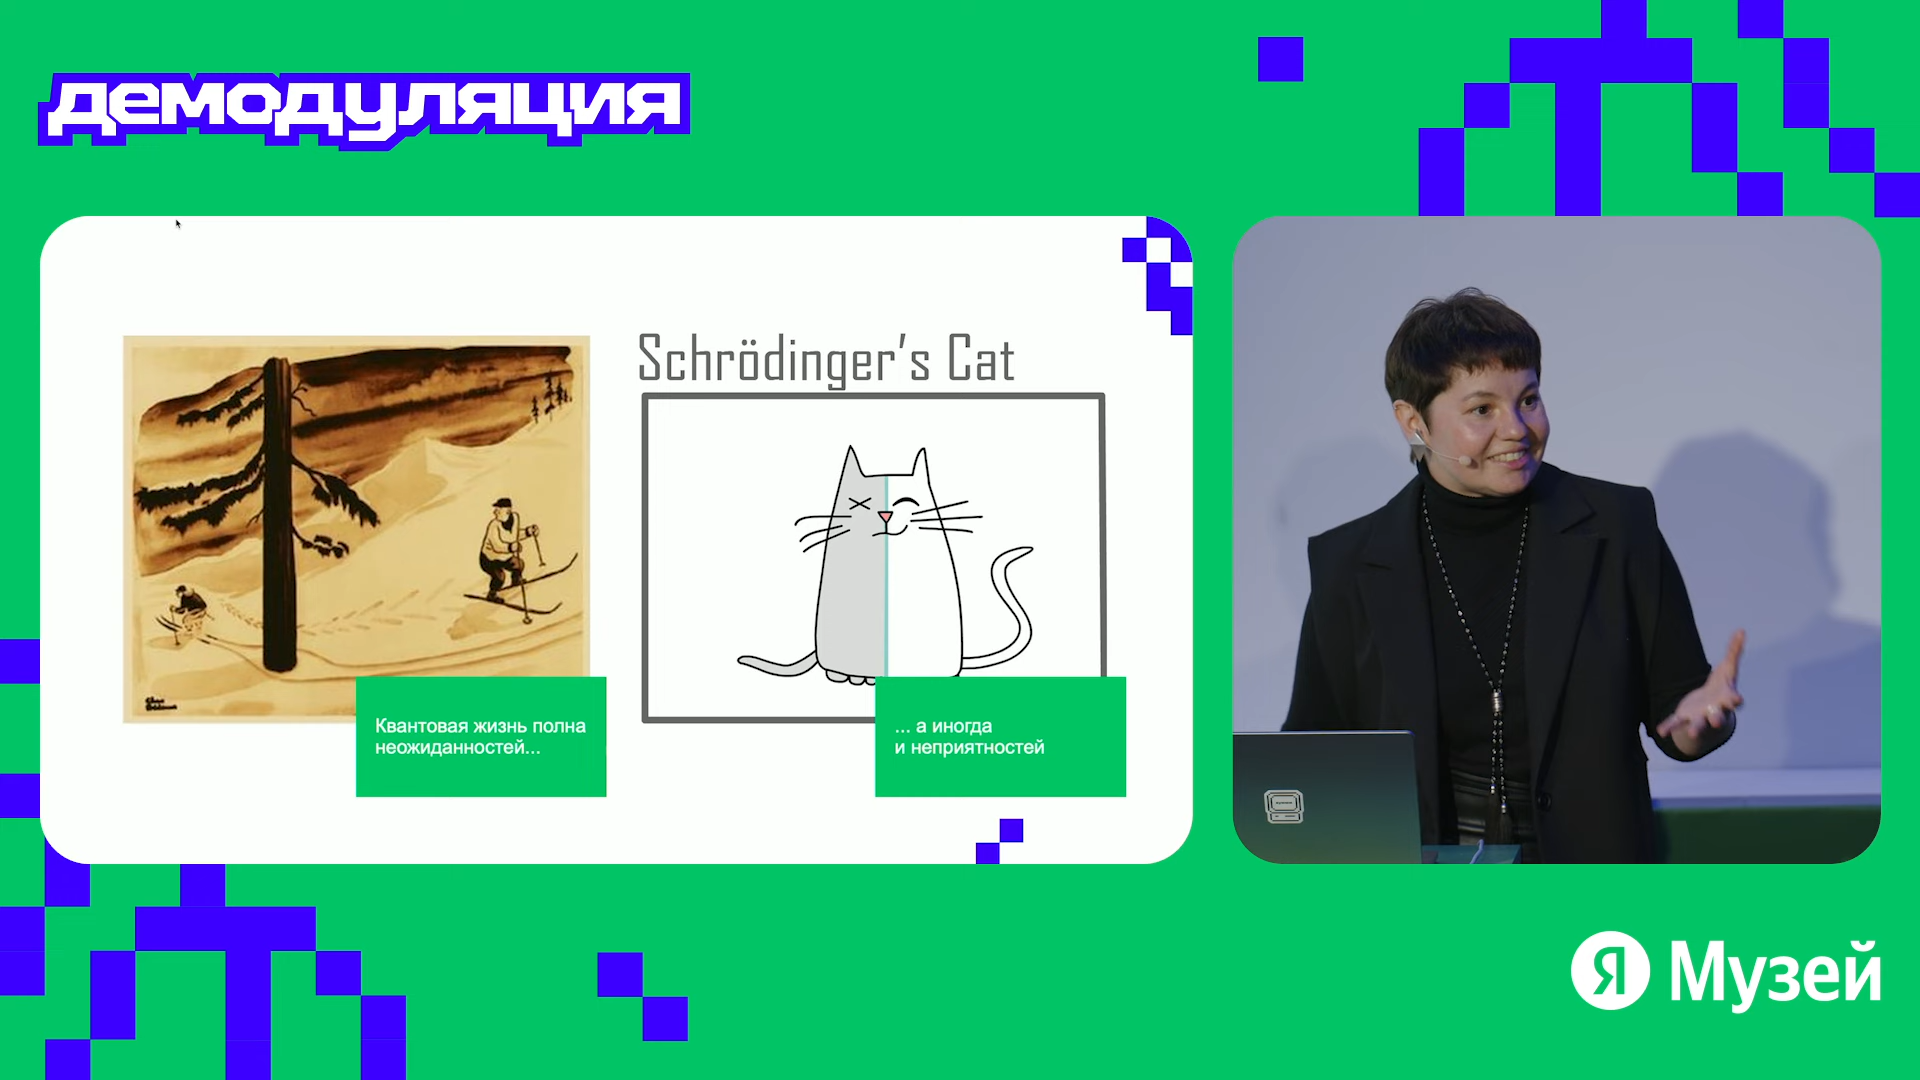 демодуляция
Schrödinger's Cat
Квантовая жизнь полна
неожиданностей...
... а иногда
и неприятностей
Я Музей